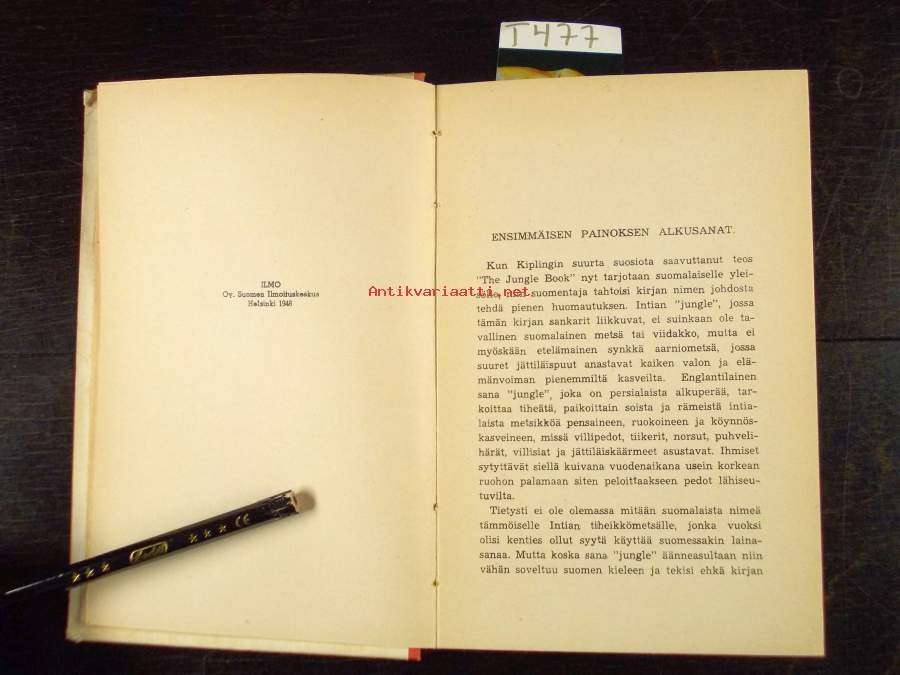 T477
ILMO
Oy. Suomen Ilmoituskeskus
Helsinki 1948
Antikvariaatti.net
ENSIMMÄISEN PAINOKSEN ALKUSANAT.
Kun Kiplingin suurta suosiota saavuttanut teos
"The Jungle Book" nyt tarjotaan suomalaiselle ylei-
suomentaja tahtoisi kirjan nimen johdosta
tehdä pienen huomautuksen. Intian "jungle", jossa
tämän kirjan sankarit liikkuvat, ei suinkaan ole ta-
vallinen suomalainen metsä tai viidakko, mutta ei
myöskään etelämainen synkkä aarniometsä, jossa
suuret jättiläispuut anastavat kaiken valon ja elä-
mänvoiman pienemmiltä kasveilta. Englantilainen
sana "jungle", joka on persialaista alkuperää, tar-
koittaa tiheätä, paikoittain soista ja rämeistä intia-
laista metsikköä pensaineen, ruokoineen ja köynnös-
kasveineen, missä villipedot, tiikerit, norsut, puhveli-
härät, villisiat ja jättiläiskäärmeet asustavat. Ihmiset
sytyttävät siellä kuivana vuodenaikana usein korkean
ruohon palamaan siten peloittaakseen pedot lähiseu-
tuvilta.
Tietysti ei ole olemassa mitään suomalaista nimeä
tämmöiselle Intian tiheikkömetsälle, jonka vuoksi
olisi kenties ollut syytä käyttää suomessakin laina-
sanaa. Mutta koska sana "jungle" äänneasultaan niin
vähän soveltuu suomen kieleen ja tekisi ehkä kirjan
CE